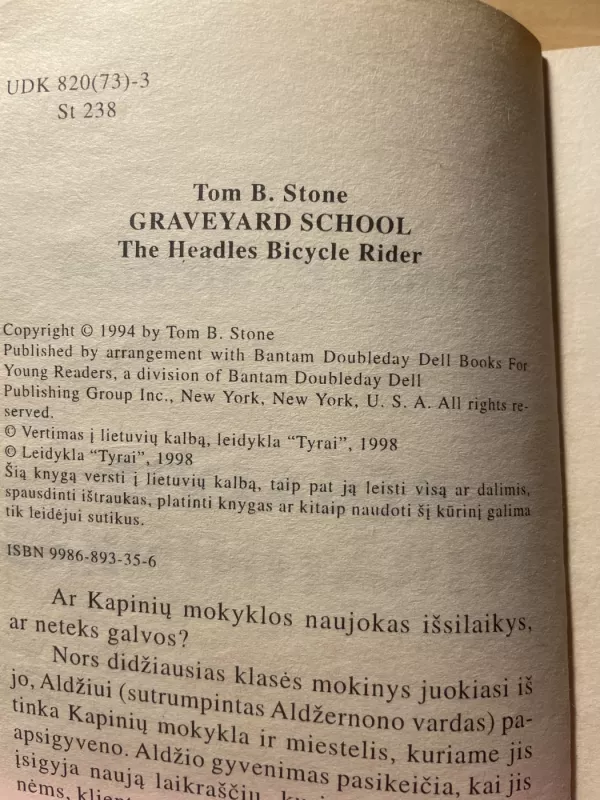 UDK 820(73)-3
St 238
Tom B. Stone
GRAVEYARD SCHOOL
The Headles Bicycle Rider
Copyright © 1994 by Tom B. Stone
Published by arrangement with Bantam Doubleday Dell Books For
Young Readers, a division of Bantam Doubleday Dell
Publishing Group Inc., New York, New York, U. S. A. All rights re-
served.
© Vertimas į lietuvių kalbą, leidykla “Tyrai”, 1998
© Leidykla “Tyrai”, 1998
Šią knygą versti į lietuvių kalbą, taip pat ją leisti visą ar dalimis,
spausdinti ištraukas, platinti knygas ar kitaip naudoti šį kūrinį galima
tik leidėjui sutikus.
ISBN 9986-893-35-6
Ar Kapinių mokyklos naujokas išsilaikys,
ar neteks galvos?
Nors didžiausias klasės mokinys juokiasi iš
jo, Aldžiui (sutrumpintas Aldžernono vardas) pa-
tinka Kapinių mokykla ir miestelis, kuriame jis
apsigyveno. Aldžio gyvenimas pasikeičia, kai jis
įsigyja naują laikraščių
nėms,